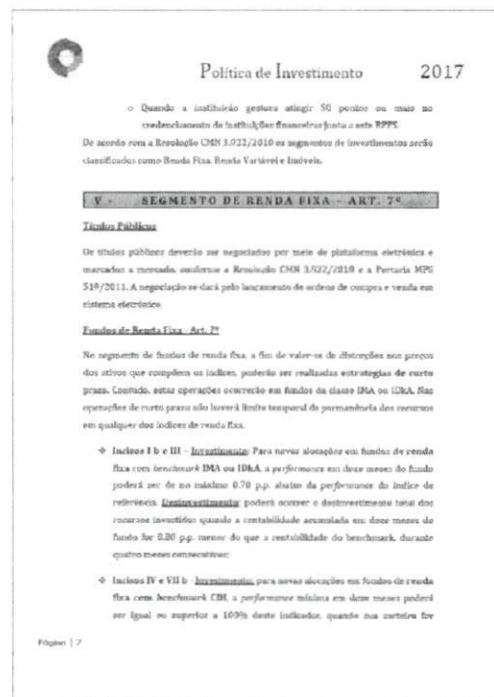 Política de Investimento 2017
o Quando a instituição gestora atingir 50 pontos ou mais no
credenciamento de instituições financeiras junto a este RPPS.
De acordo com a Resolução CMN 3.922/2010 os segmentos de investimentos serão
classificados como Renda Fixa, Renda Variável e Imóveis.
V - SEGMENTO DE RENDA FIXA – ART. 7º
Títulos Públicos
Os títulos públicos deverão ser negociados por meio de plataforma eletrônica e
marcados a mercado, conforme a Resolução CMN 3.922/2010 e a Portaria MPS
519/2011. A negociação se dará pelo lançamento de ordens de compra e venda em
sistema eletrônico.
Fundos de Renda Fixa - Art. 7º
No segmento de fundos de renda fixa, a fim de valer-se de distorções nos preços
dos ativos que compõem os índices, poderão ser realizadas estratégias de curto
prazo. Contudo, estas operações ocorrerão em fundos da classe IMA ou IDkA. Nas
operações de curto prazo não haverá limite temporal de permanência dos recursos
em qualquer dos índices de renda fixa.
❖ Incisos I b e III – Investimento: Para novas alocações em fundos de renda
fixa com benchmark IMA ou IDkA, a performance em doze meses do fundo
poderá ser de no máximo 0.70 p.p. abaixo da performance do índice de
referência. Desinvestimento: poderá ocorrer o desinvestimento total dos
recursos investidos quando a rentabilidade acumulada em doze meses do
fundo for 0.80 p.p. menor do que a rentabilidade do benchmark, durante
quatro meses consecutivos;
❖ Incisos IV e VII b - Investimento: para novas alocações em fundos de renda
fixa com benchmark CDI, a performance mínima em doze meses poderá
ser igual ou superior a 100% deste indicador, quando sua carteira for
Página | 7